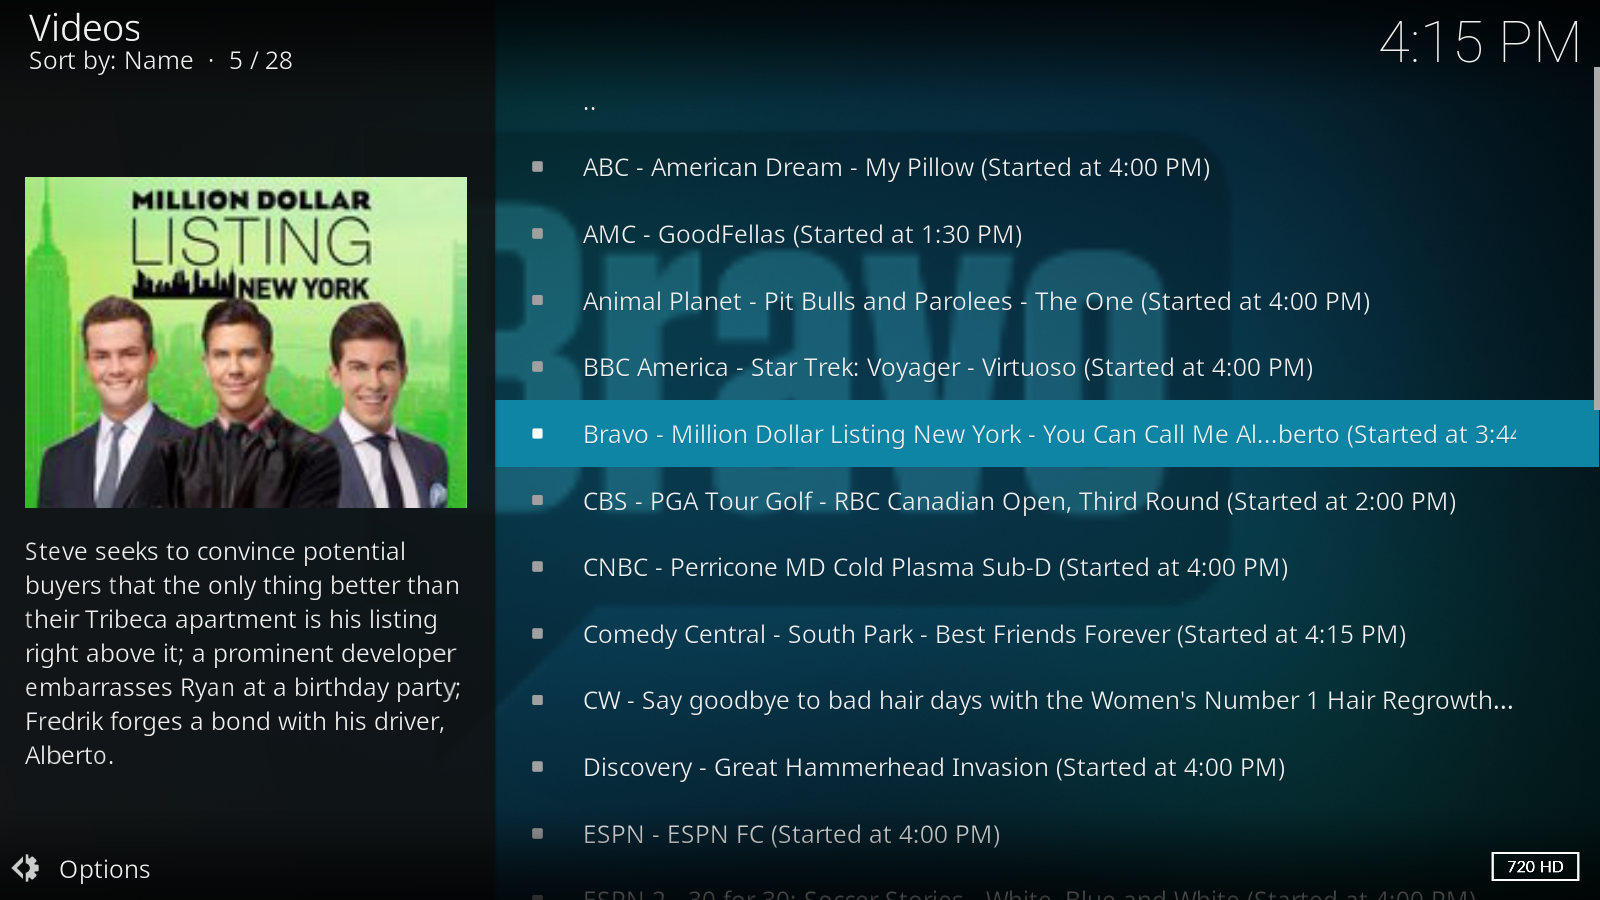 Videos
Sort by: Name · 5 / 28
4:15 PM
MILLION DOLLAR
LISTING
NEW YORK
Steve seeks to convince potential
buyers that the only thing better than
their Tribeca apartment is his listing
right above it; a prominent developer
embarrasses Ryan at a birthday party;
Fredrik forges a bond with his driver,
Alberto.
Options
Bravo
..
ABC - American Dream - My Pillow (Started at 4:00 PM)
AMC - GoodFellas (Started at 1:30 PM)
Animal Planet - Pit Bulls and Parolees - The One (Started at 4:00 PM)
BBC America - Star Trek: Voyager - Virtuoso (Started at 4:00 PM)
Bravo - Million Dollar Listing New York - You Can Call Me Al...berto (Started at 3:44
CBS - PGA Tour Golf - RBC Canadian Open, Third Round (Started at 2:00 PM)
CNBC - Perricone MD Cold Plasma Sub-D (Started at 4:00 PM)
Comedy Central - South Park - Best Friends Forever (Started at 4:15 PM)
CW - Say goodbye to bad hair days with the Women's Number 1 Hair Regrowth...
Discovery - Great Hammerhead Invasion (Started at 4:00 PM)
ESPN - ESPN FC (Started at 4:00 PM)
ESPN 2 - 30 for 30: Soccer Stories - White, Blue and White (Started at 4:00 PM)
720 HD